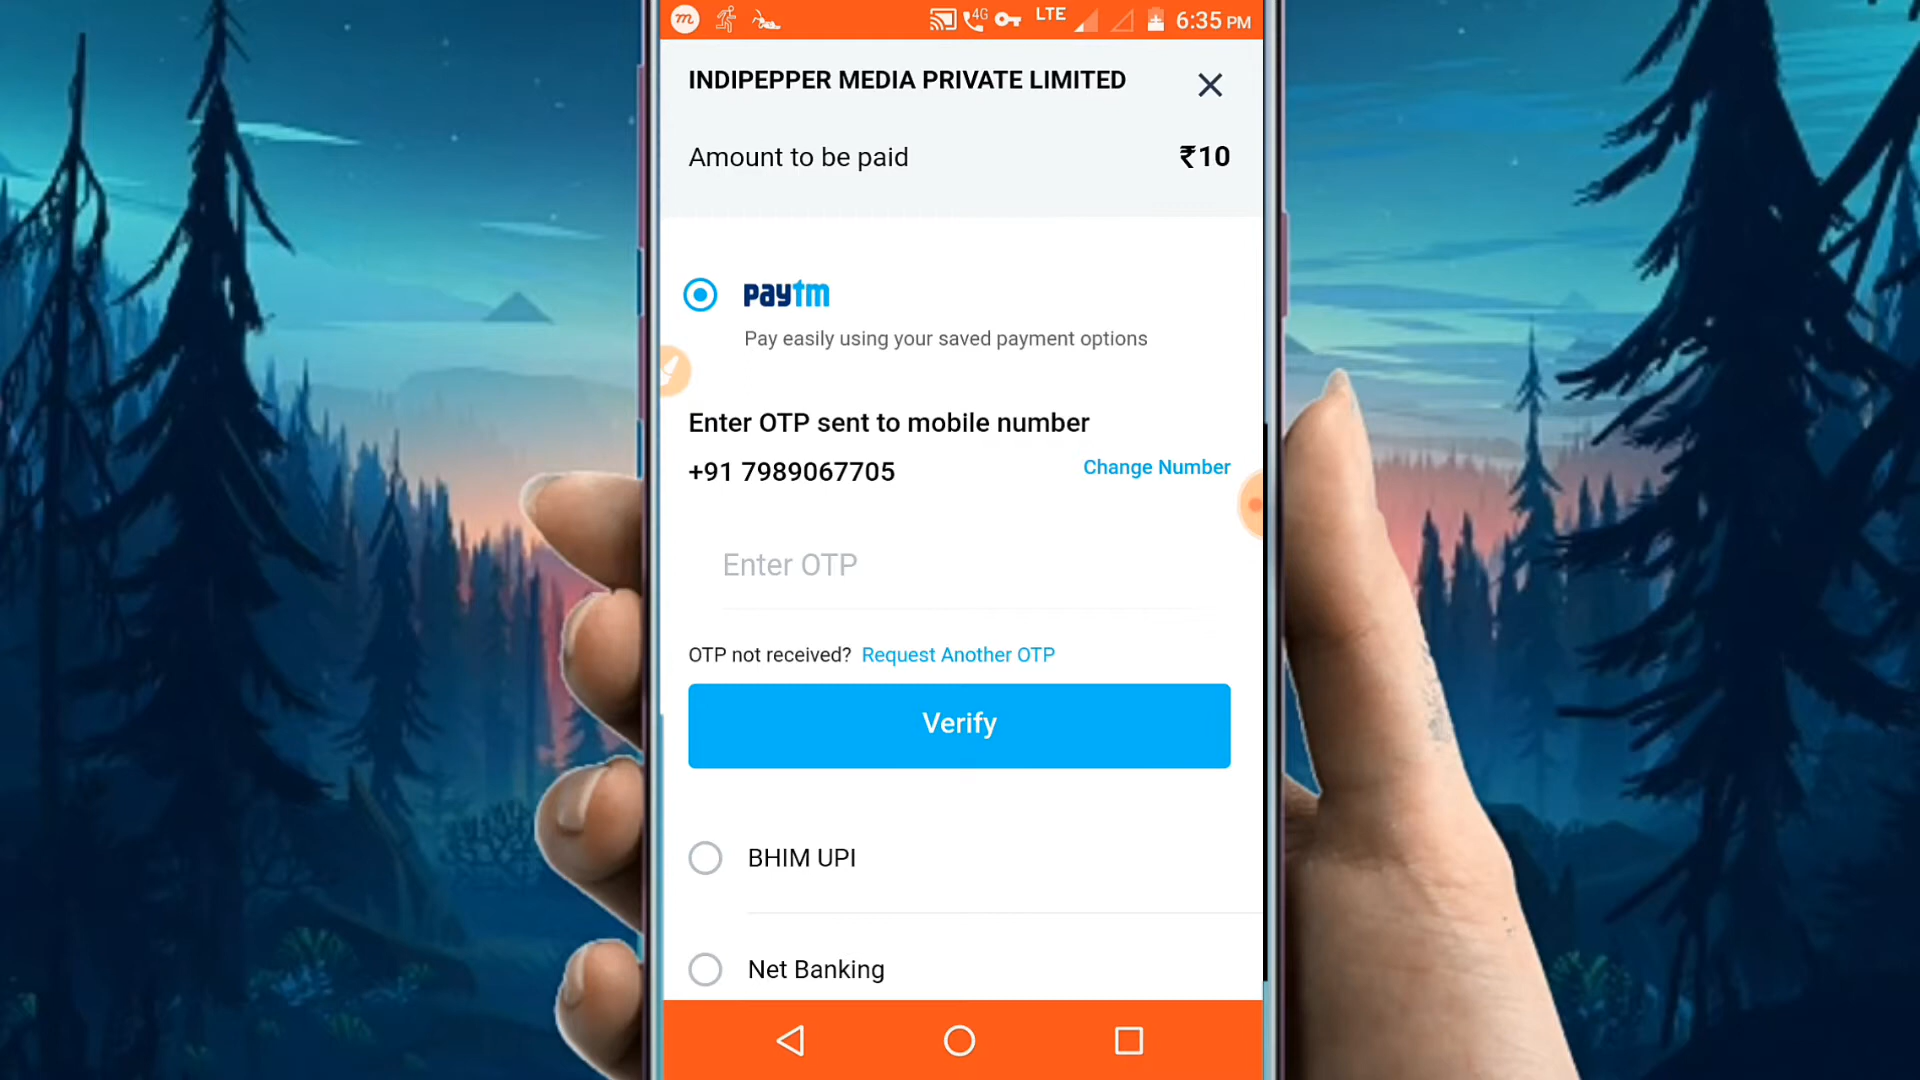 4G LTE 6:35 PM
INDIPEPPER MEDIA PRIVATE LIMITED
Amount to be paid ₹10
paytm
Pay easily using your saved payment options
Enter OTP sent to mobile number
+91 7989067705 Change Number
Enter OTP
OTP not received? Request Another OTP
Verify
BHIM UPI
Net Banking